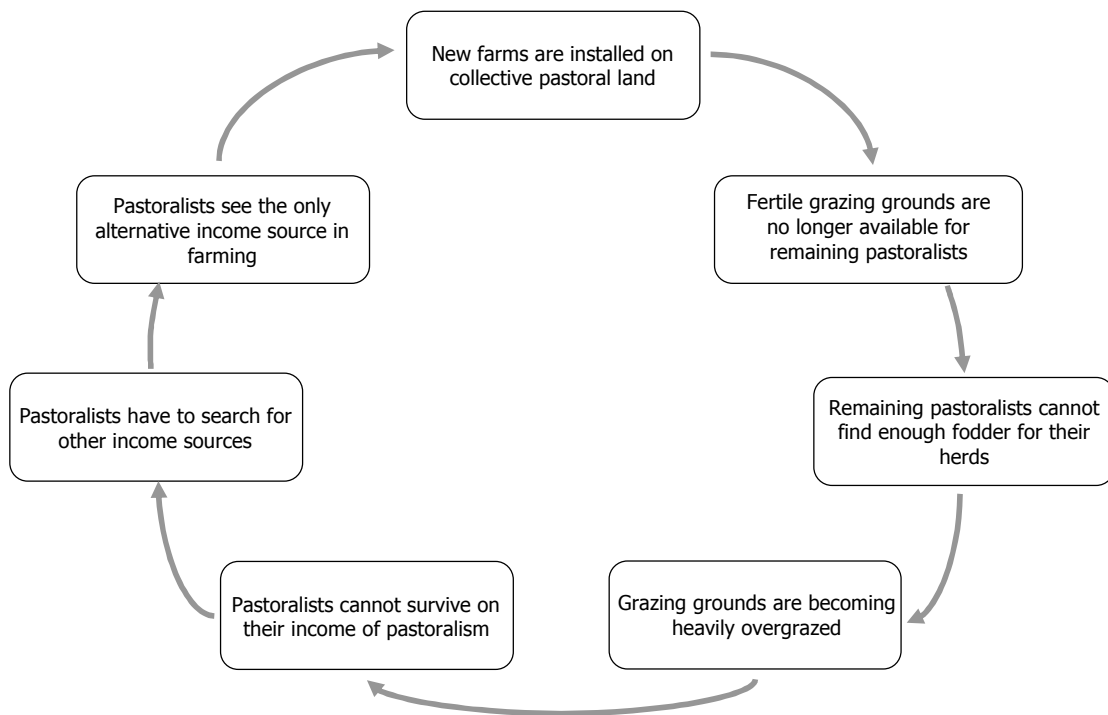 New farms are installed on
collective pastoral land
Fertile grazing grounds are
no longer available for
remaining pastoralists
Remaining pastoralists cannot
find enough fodder for their
herds
Grazing grounds are becoming
heavily overgrazed
Pastoralists cannot survive on
their income of pastoralism
Pastoralists have to search for
other income sources
Pastoralists see the only
alternative income source in
farming